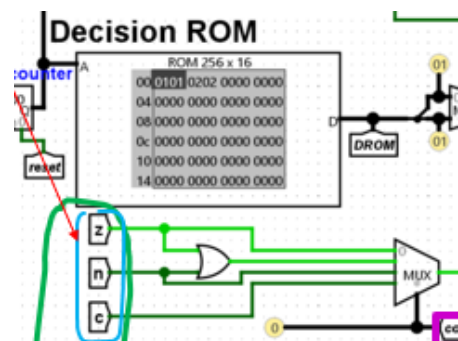 Decision ROM
counter
A
ROM 256 x 16
00 0101 0202 0000 0000
04 0000 0000 0000 0000
08 0000 0000 0000 0000
0c 0000 0000 0000 0000
10 0000 0000 0000 0000
14 0000 0000 0000 0000
D
01
DROM
01
reset
z
n
c
0
MUX
0
co